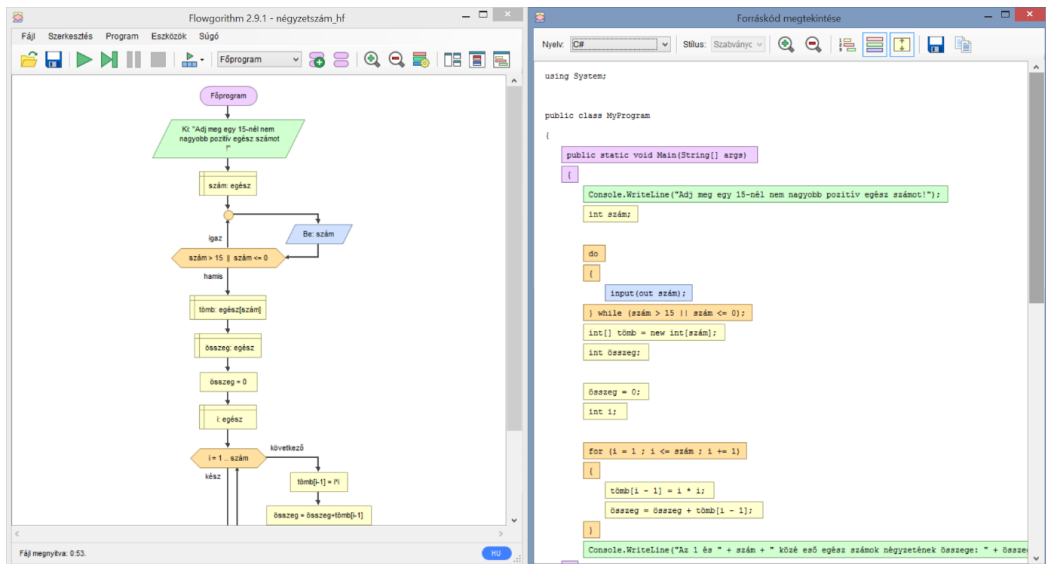 Flowgorithm 2.9.1 - négyzetszám_hf
Fájl Szerkesztés Program Eszközök Súgó
Főprogram
Főprogram
Ki: "Adj meg egy 15-nél nem
nagyobb pozitív egész számot
!"
szám: egész
Be: szám
igaz
szám > 15 || szám <= 0
hamis
tömb: egész[szám]
összeg: egész
összeg = 0
i: egész
következő
i = 1 .. szám
kész
tömb[i-1] = i*i
összeg = összeg+tömb[i-1]
Fájl megnyitva: 0:53.
HU
Forráskód megtekintése
Nyelv: C# Stílus: Szabványc
using System;
public class MyProgram
{
public static void Main(String[] args)
{
Console.WriteLine("Adj meg egy 15-nél nem nagyobb pozitív egész számot!");
int szám;
do
{
input(out szám);
} while (szám > 15 || szám <= 0);
int[] tömb = new int[szám];
int összeg;
összeg = 0;
int i;
for (i = 1 ; i <= szám ; i += 1)
{
tömb[i - 1] = i * i;
összeg = összeg + tömb[i - 1];
}
Console.WriteLine("Az 1 és " + szám + " közé eső egész számok négyzetének összege: " + össze